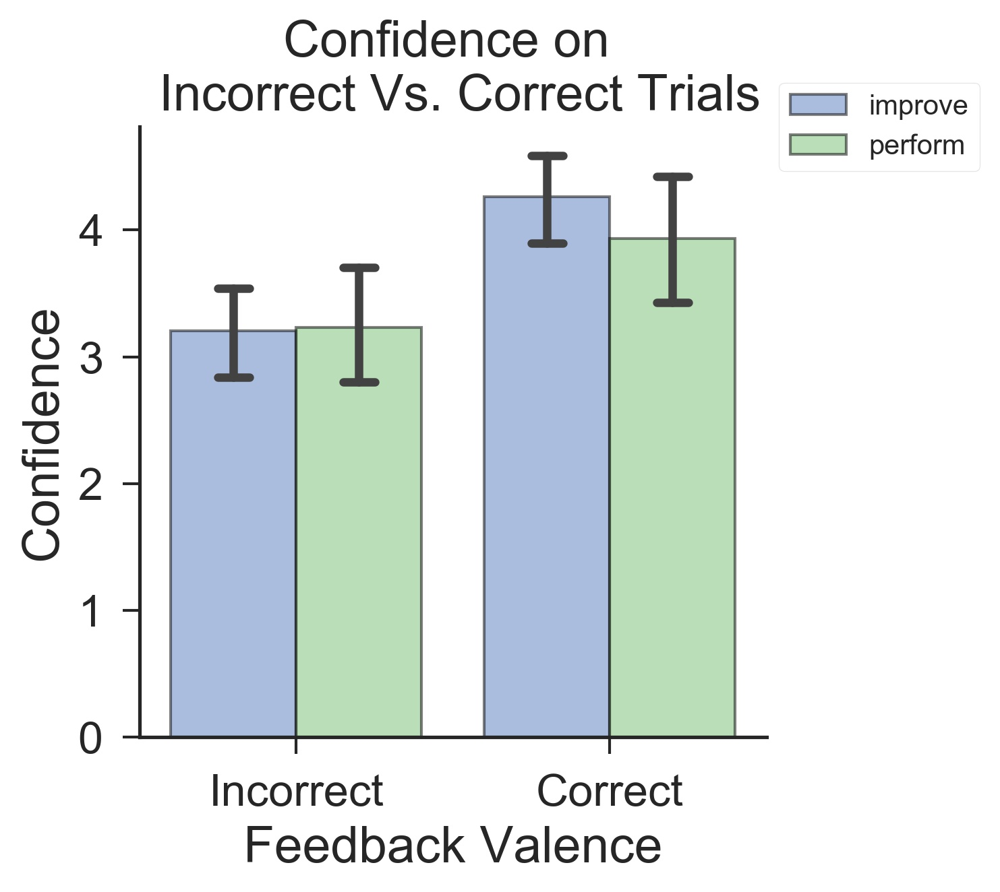 Confidence on
Incorrect Vs. Correct Trials
improve
perform
Confidence
4
3
2
1
0
Incorrect
Correct
Feedback Valence